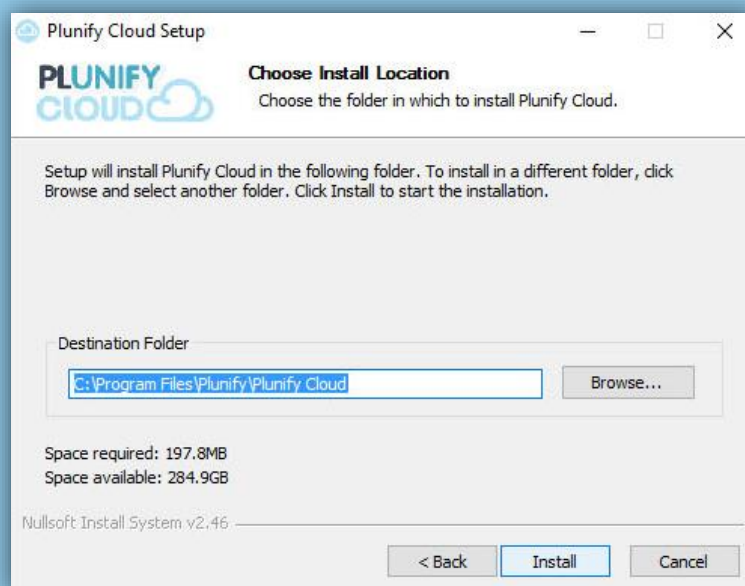 Plunify Cloud Setup
PLUNIFY
CLOUD
Choose Install Location
Choose the folder in which to install Plunify Cloud.
Setup will install Plunify Cloud in the following folder. To install in a different folder, click
Browse and select another folder. Click Install to start the installation.
Destination Folder
C:\Program Files\Plunify\Plunify Cloud
Browse...
Space required: 197.8MB
Space available: 284.9GB
Nullsoft Install System v2.46
< Back
Install
Cancel